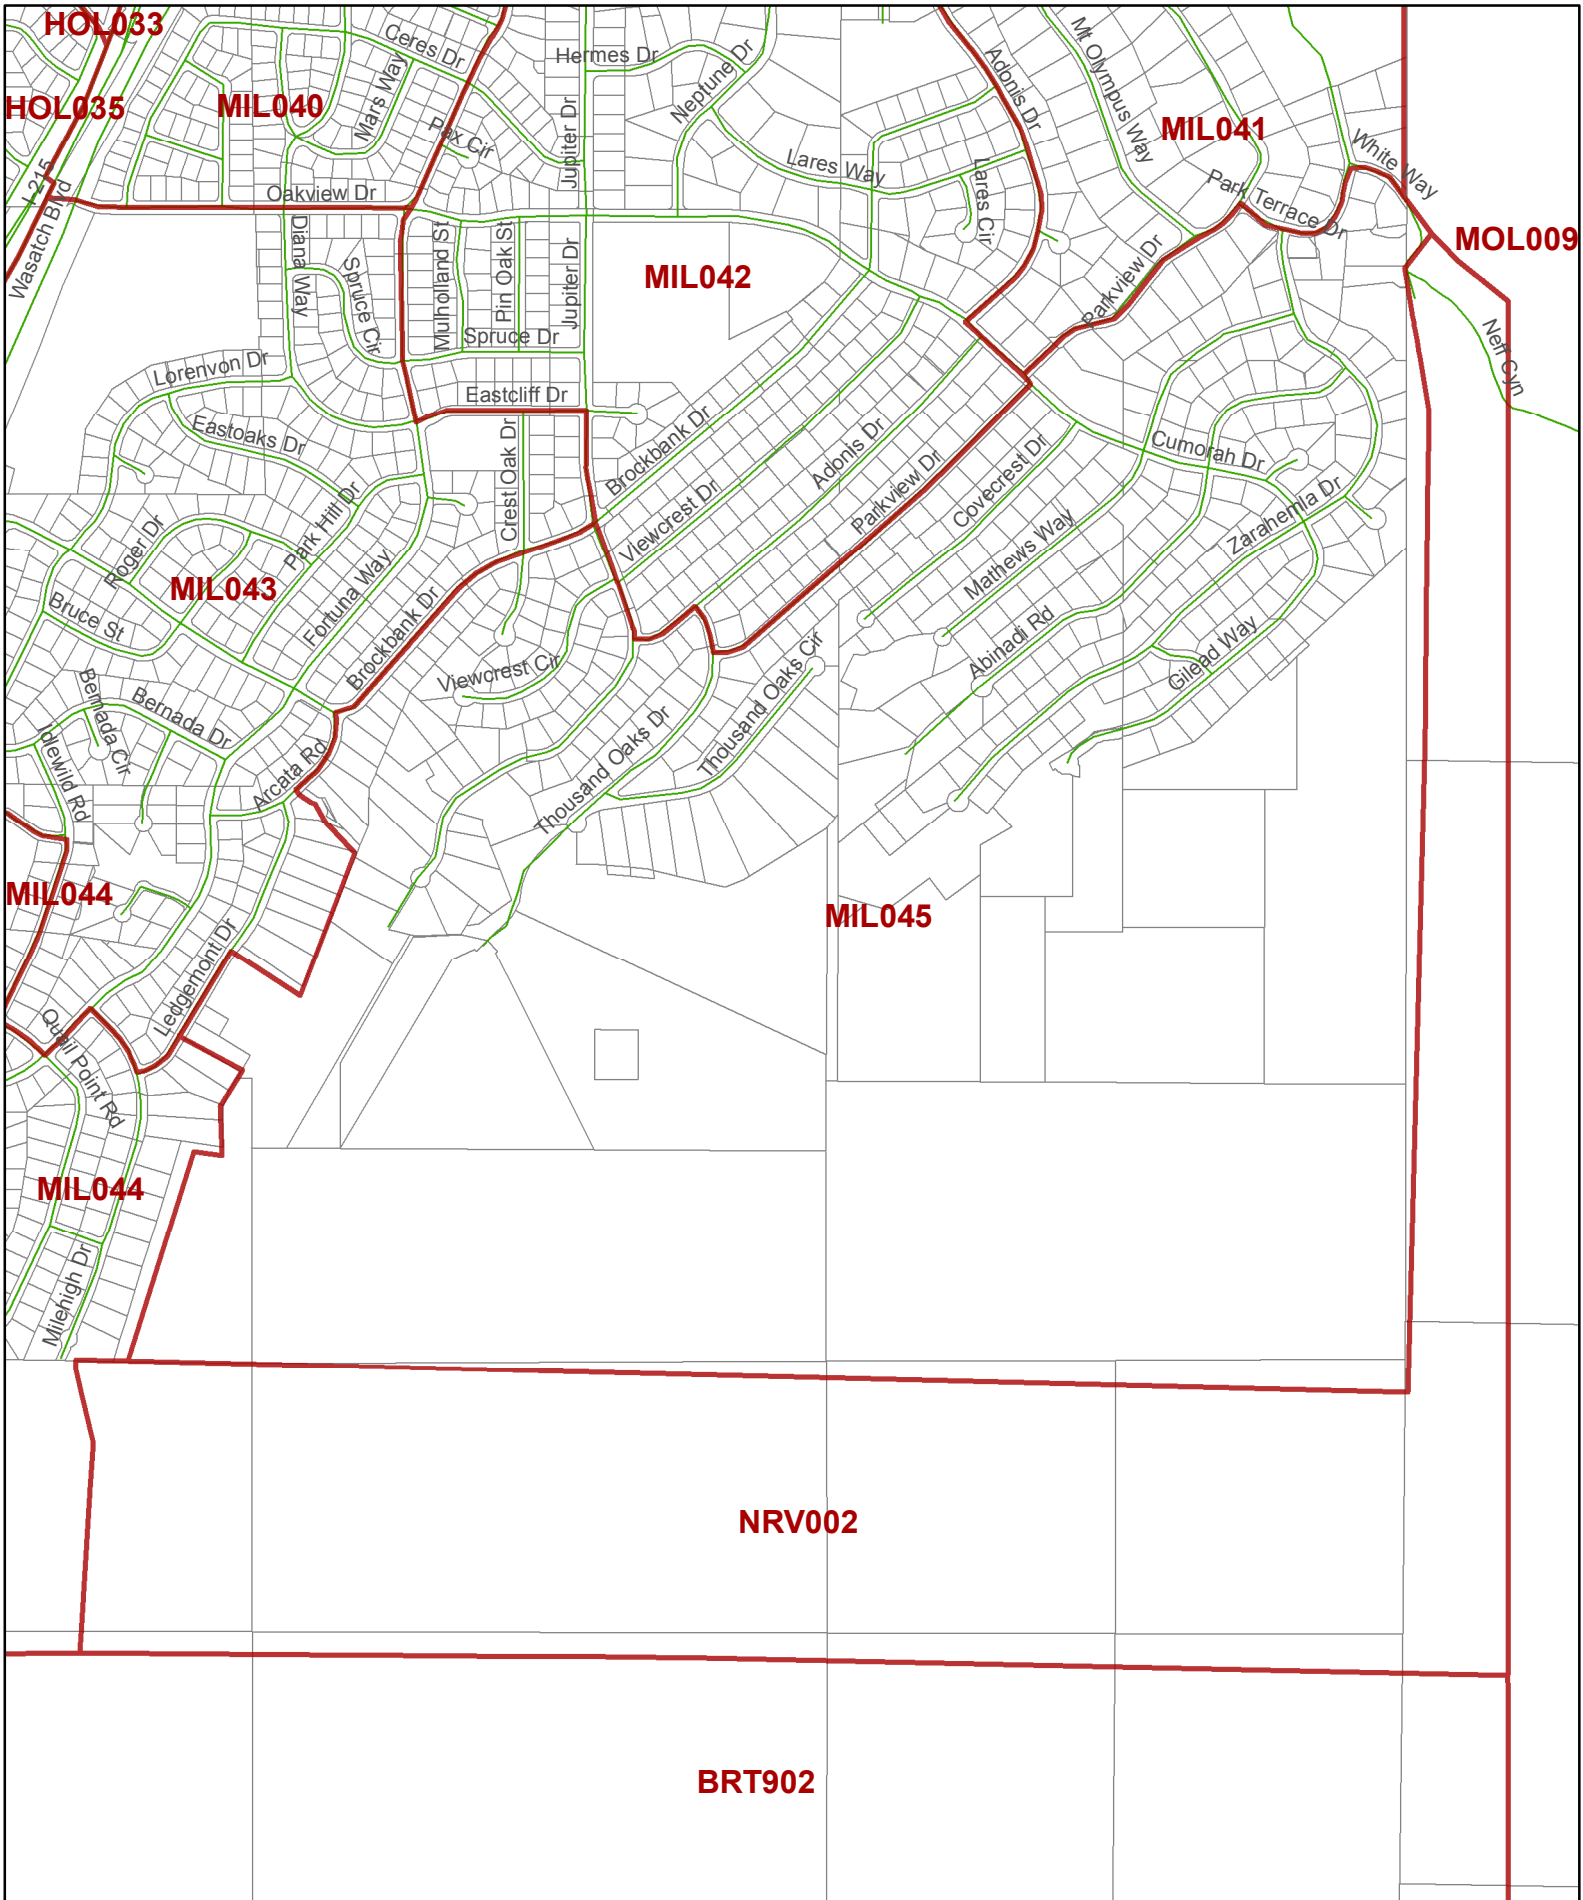 HOL033
Ceres Dr
Hermes Dr
Mt Olympus Way
Adonis Dr
HOL035
MIL040
Mars Way
Neptune Dr
MIL041
Pax Cir
Jupiter Dr
White Way
Lares Way
Lares Cir
I-215
Oakview Dr
Park Terrace Dr
Wasatch Blvd
Diana Way
Mulholland St
Pin Oak St
Jupiter Dr
MIL042
MOL009
Spruce Cir
Parkview Dr
Spruce Dr
Neff Cyn
Lorenvon Dr
Eastcliff Dr
Eastoaks Dr
Crest Oak Dr
Brockbank Dr
Adonis Dr
Cumorah Dr
Viewcrest Dr
Parkview Dr
Covecrest Dr
Zarahemla Dr
Roger Dr
Park Hill Dr
Mathews Way
MIL043
Fortuna Way
Bruce St
Brockbank Dr
Abinadi Rd
Gilead Way
Viewcrest Cir
Bernada Cir
Bernada Dr
Thousand Oaks Cir
Idlewild Rd
Arcata Rd
Thousand Oaks Dr
MIL044
MIL045
Ledgemont Dr
Quail Point Rd
MIL044
Milehigh Dr
NRV002
BRT902